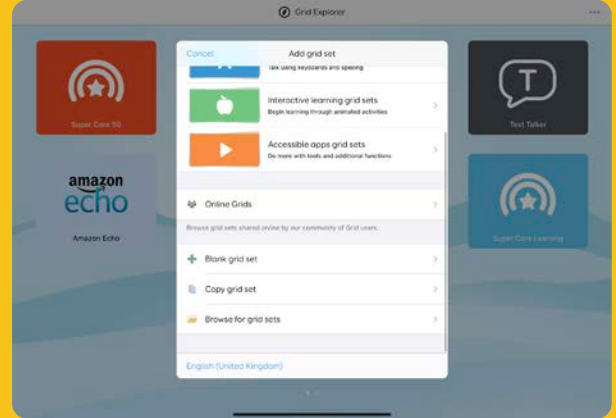 Grid Explorer
Cancel
Add grid set
Talk using keyboards and spelling
Interactive learning grid sets
Begin learning through animated activities
Accessible apps grid sets
Do more with tools and additional functions
Online Grids
Browse grid sets shared online by our community of Grid users.
Blank grid set
Copy grid set
Browse for grid sets
English (United Kingdom)
Super Core 50
amazon
echo
Amazon Echo
T
Text Talker
Super Core Learning